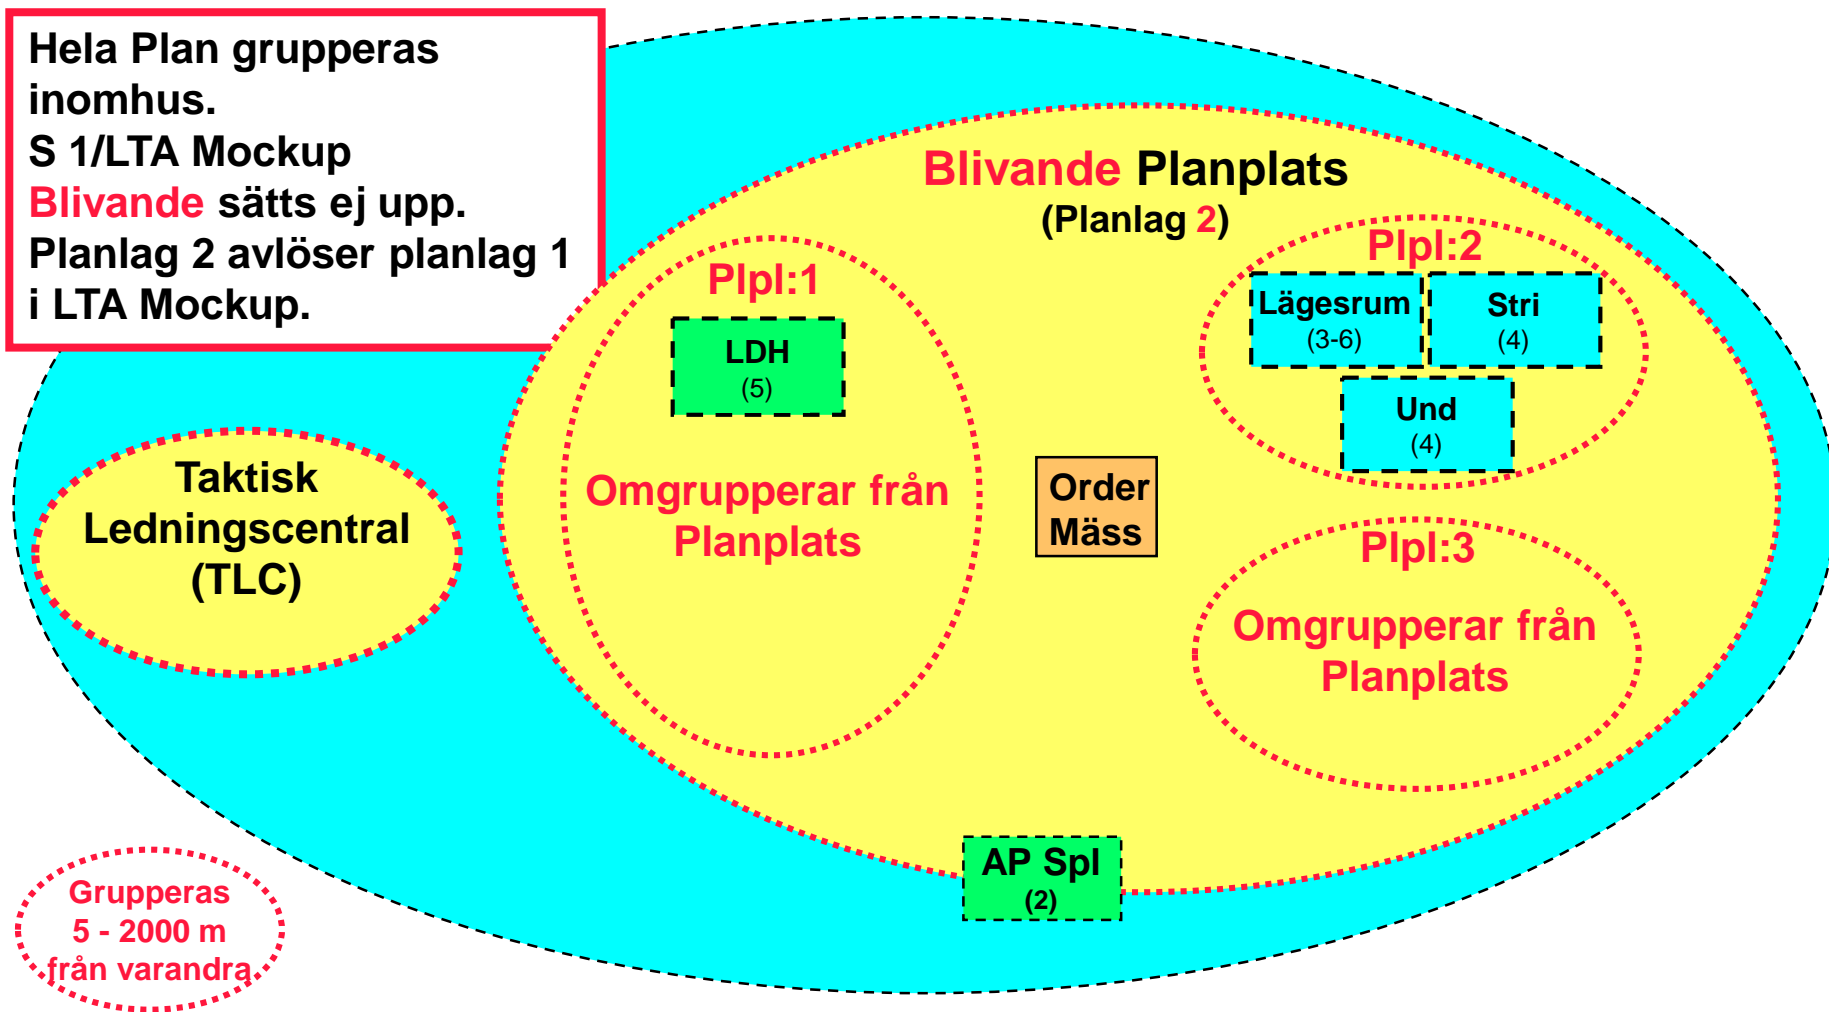 Hela Plan grupperas
inomhus.
S 1/LTA Mockup
Blivande sätts ej upp.
Planlag 2 avlöser planlag 1
i LTA Mockup.
Blivande Planplats
(Planlag 2)
Plpl:1
LDH
(5)
Omgrupperar från
Planplats
Plpl:2
Lägesrum
(3-6)
Stri
(4)
Und
(4)
Order
Mäss
Plpl:3
Omgrupperar från
Planplats
Taktisk
Ledningscentral
(TLC)
AP Spl
(2)
Grupperas
5 - 2000 m
från varandra